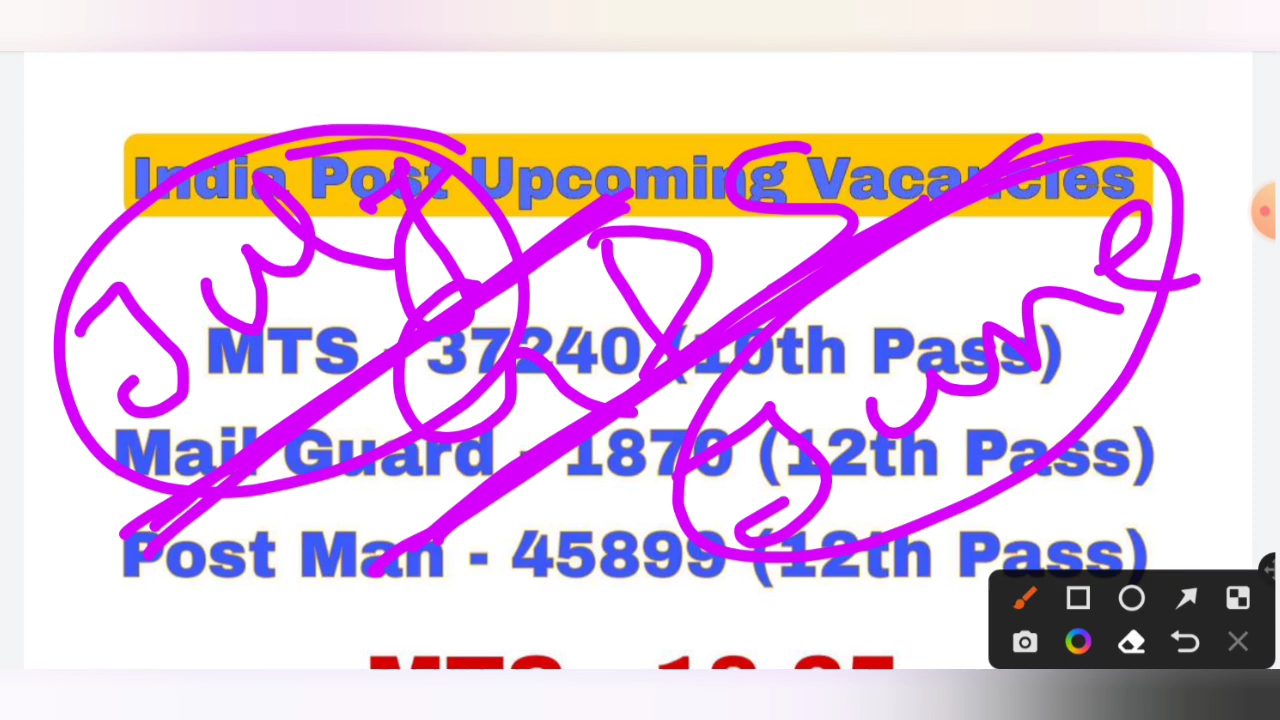 India Post Upcoming Vacancies
MTS - 37240 (10th Pass)
Mail Guard - 1870 (12th Pass)
Post Man - 45899 (12th Pass)
June